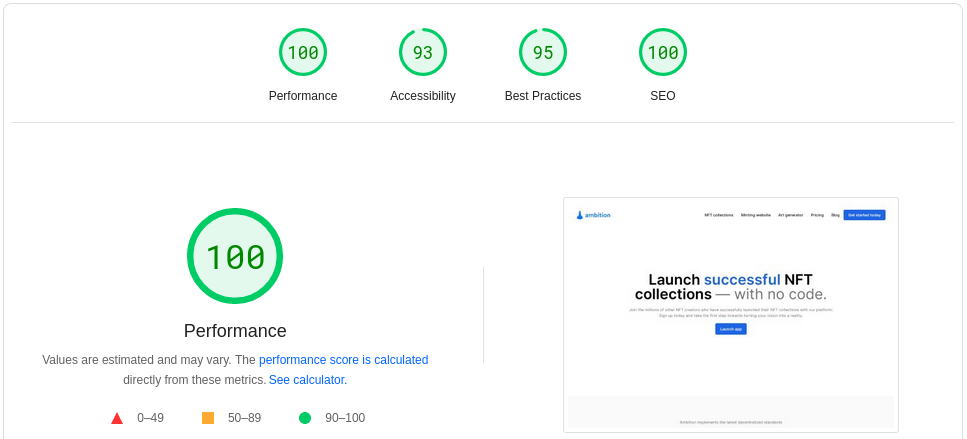 100 93 95 100
Performance Accessibility Best Practices SEO
100
Performance
Values are estimated and may vary. The performance score is calculated
directly from these metrics. See calculator.
0–49 50–89 90–100
ambition
NFT collections Minting website Art generator Pricing Blog Get started today
Launch successful NFT
collections — with no code.
Join the millions of other NFT creators who have successfully launched their NFT collections with our platform.
Sign up today and take the first step towards turning your vision into a reality.
Launch app
Ambition implements the latest decentralized standards